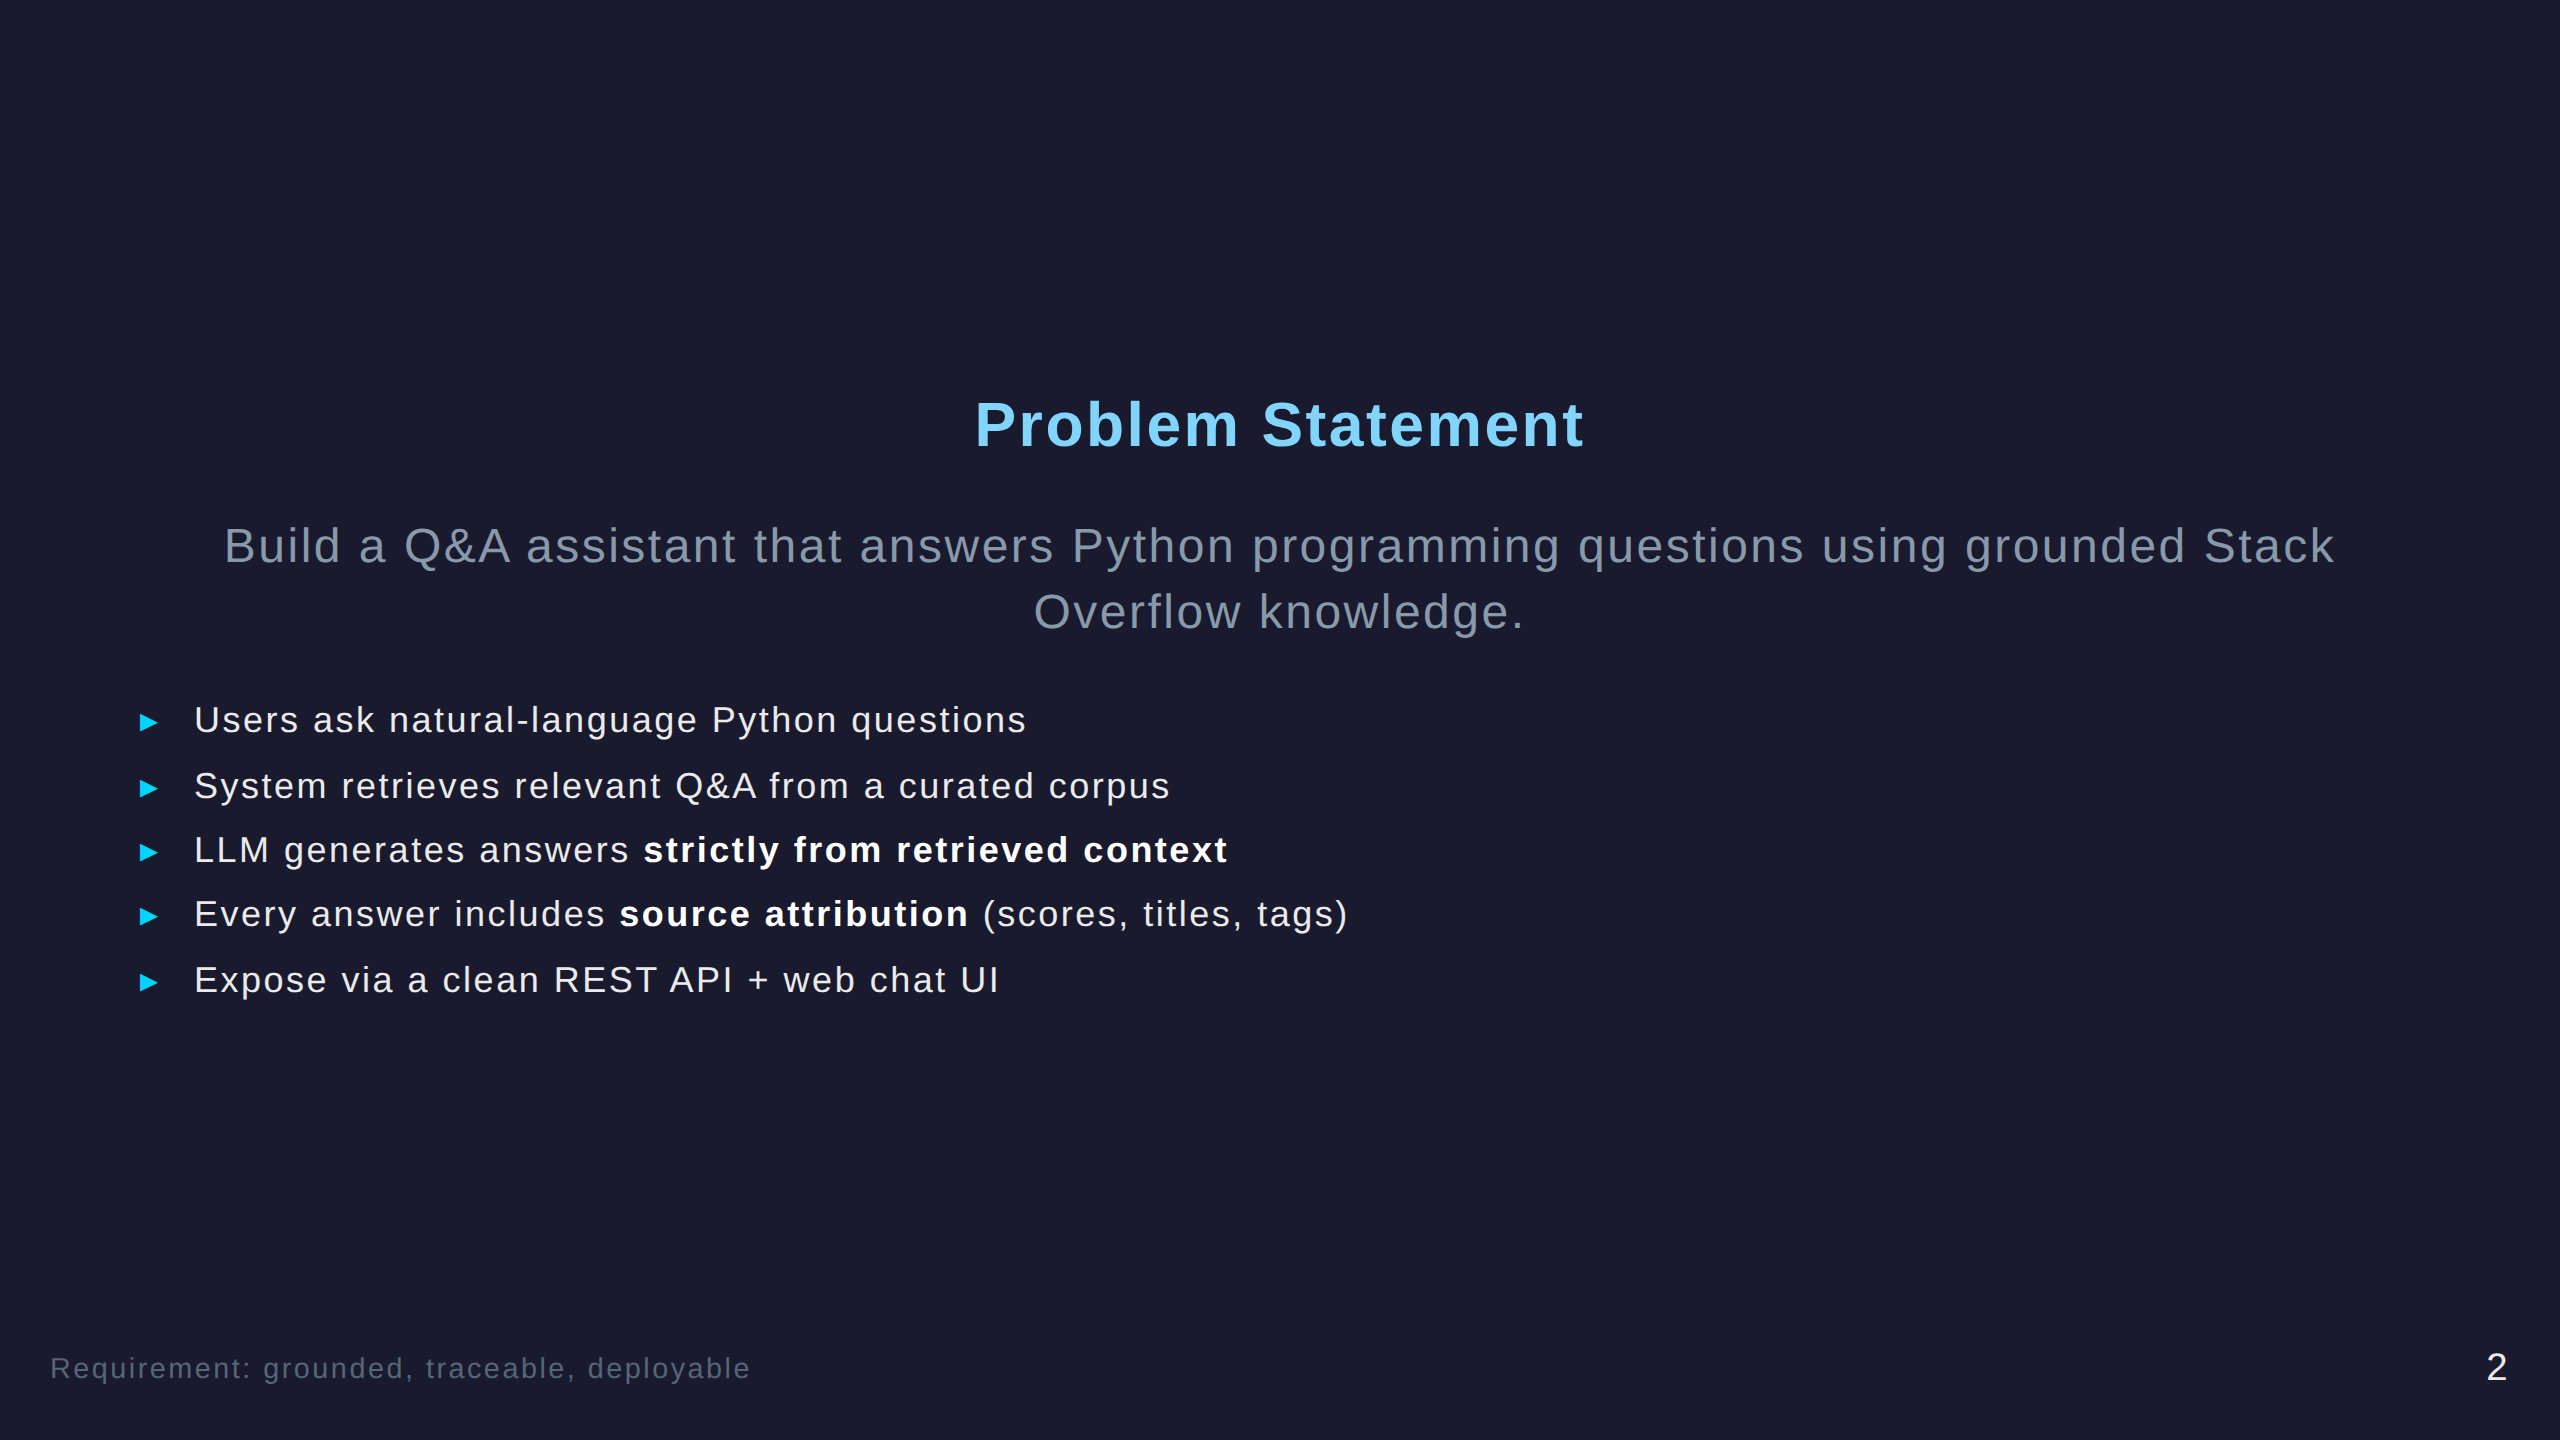 Problem Statement
Build a Q&A assistant that answers Python programming questions using grounded Stack
Overflow knowledge.
▶ Users ask natural-language Python questions
▶ System retrieves relevant Q&A from a curated corpus
▶ LLM generates answers strictly from retrieved context
▶ Every answer includes source attribution (scores, titles, tags)
▶ Expose via a clean REST API + web chat UI
Requirement: grounded, traceable, deployable
2